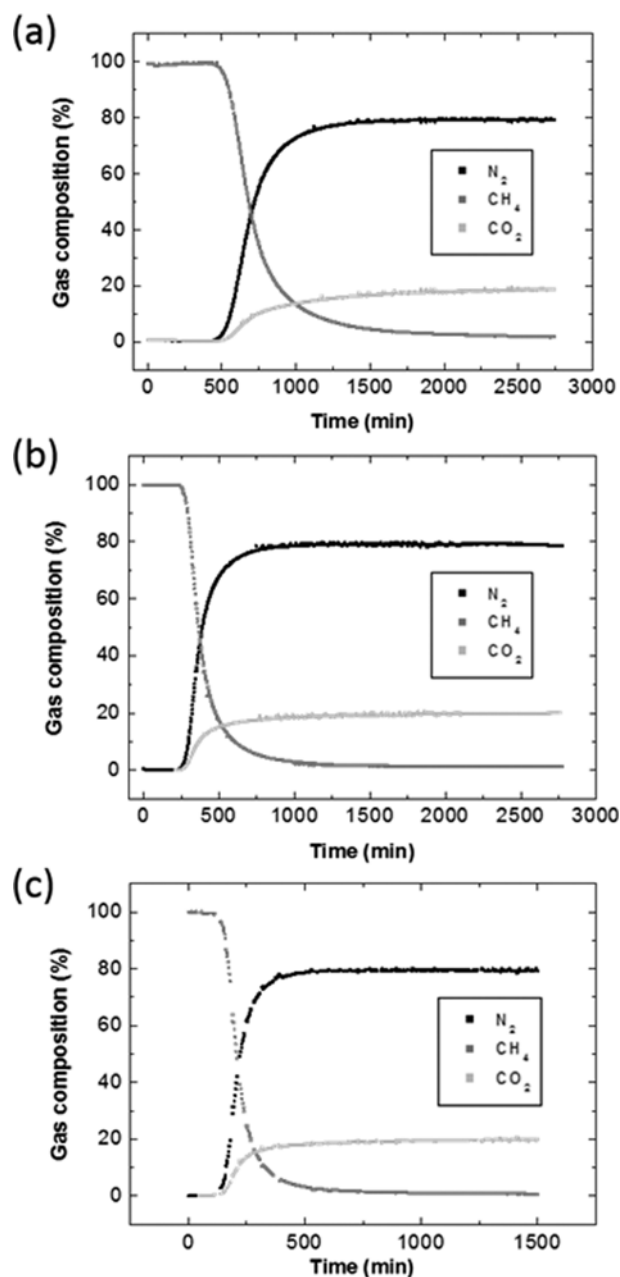 (a)
100
80
60
40
20
0
Gas composition (%)
N₂
CH₄
CO₂
0 500 1000 1500 2000 2500 3000
Time (min)
(b)
100
80
60
40
20
0
Gas composition (%)
N₂
CH₄
CO₂
0 500 1000 1500 2000 2500 3000
Time (min)
(c)
100
80
60
40
20
0
Gas composition (%)
N₂
CH₄
CO₂
0 500 1000 1500
Time (min)